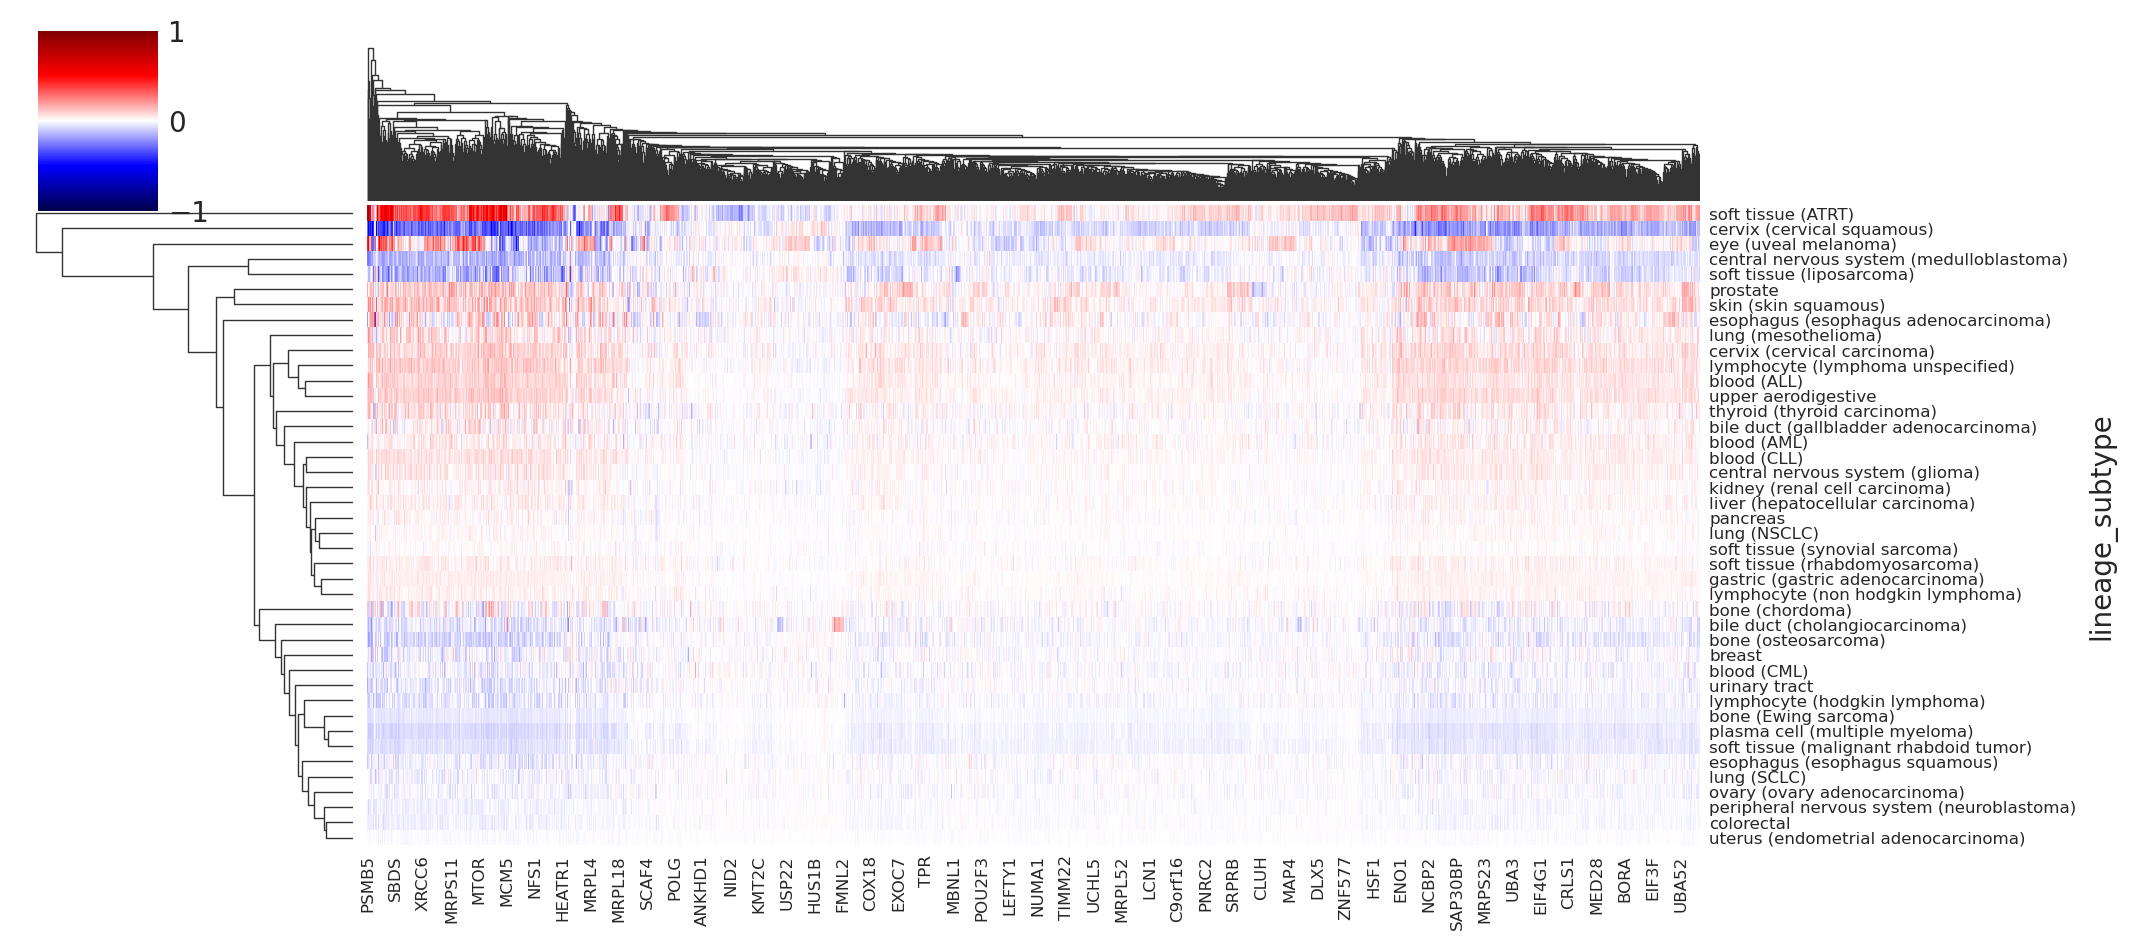 1
0
−1
soft tissue (ATRT)
cervix (cervical squamous)
eye (uveal melanoma)
central nervous system (medulloblastoma)
soft tissue (liposarcoma)
prostate
skin (skin squamous)
esophagus (esophagus adenocarcinoma)
lung (mesothelioma)
cervix (cervical carcinoma)
lymphocyte (lymphoma unspecified)
blood (ALL)
upper aerodigestive
thyroid (thyroid carcinoma)
bile duct (gallbladder adenocarcinoma)
blood (AML)
blood (CLL)
central nervous system (glioma)
kidney (renal cell carcinoma)
liver (hepatocellular carcinoma)
pancreas
lung (NSCLC)
soft tissue (synovial sarcoma)
soft tissue (rhabdomyosarcoma)
gastric (gastric adenocarcinoma)
lymphocyte (non hodgkin lymphoma)
bone (chordoma)
bile duct (cholangiocarcinoma)
bone (osteosarcoma)
breast
blood (CML)
urinary tract
lymphocyte (hodgkin lymphoma)
bone (Ewing sarcoma)
plasma cell (multiple myeloma)
soft tissue (malignant rhabdoid tumor)
esophagus (esophagus squamous)
lung (SCLC)
ovary (ovary adenocarcinoma)
peripheral nervous system (neuroblastoma)
colorectal
uterus (endometrial adenocarcinoma)
lineage_subtype
PSMB5
SBDS
XRCC6
MRPS11
MTOR
MCM5
NFS1
HEATR1
MRPL4
MRPL18
SCAF4
POLG
ANKHD1
NID2
KMT2C
USP22
HUS1B
FMNL2
COX18
EXOC7
TPR
MBNL1
POU2F3
LEFTY1
NUMA1
TIMM22
UCHL5
MRPL52
LCN1
C9orf16
PNRC2
SRPRB
CLUH
MAP4
DLX5
ZNF577
HSF1
ENO1
NCBP2
SAP30BP
MRPS23
UBA3
EIF4G1
CRLS1
MED28
BORA
EIF3F
UBA52